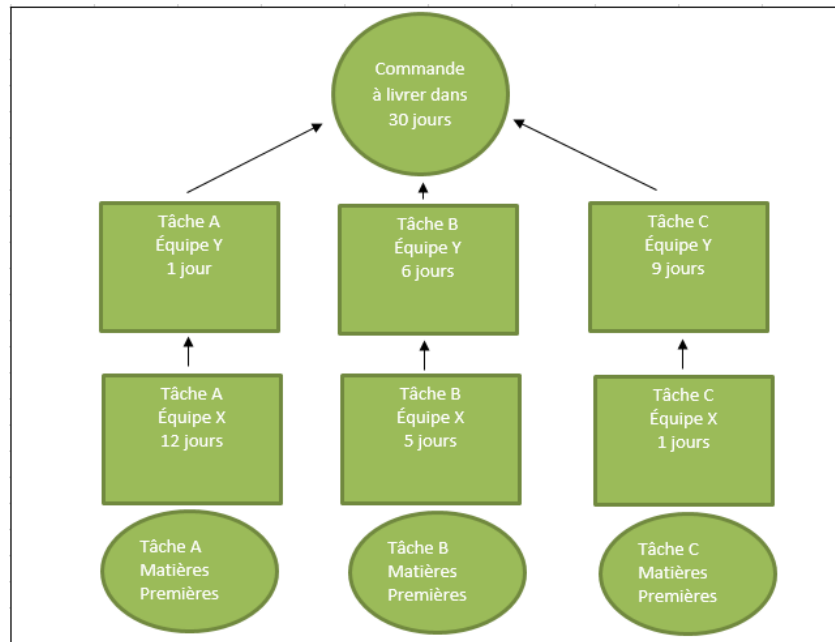 Commande
à livrer dans
30 jours
Tâche A
Équipe Y
1 jour
Tâche B
Équipe Y
6 jours
Tâche C
Équipe Y
9 jours
Tâche A
Équipe X
12 jours
Tâche B
Équipe X
5 jours
Tâche C
Équipe X
1 jours
Tâche A
Matières
Premières
Tâche B
Matières
Premières
Tâche C
Matières
Premières